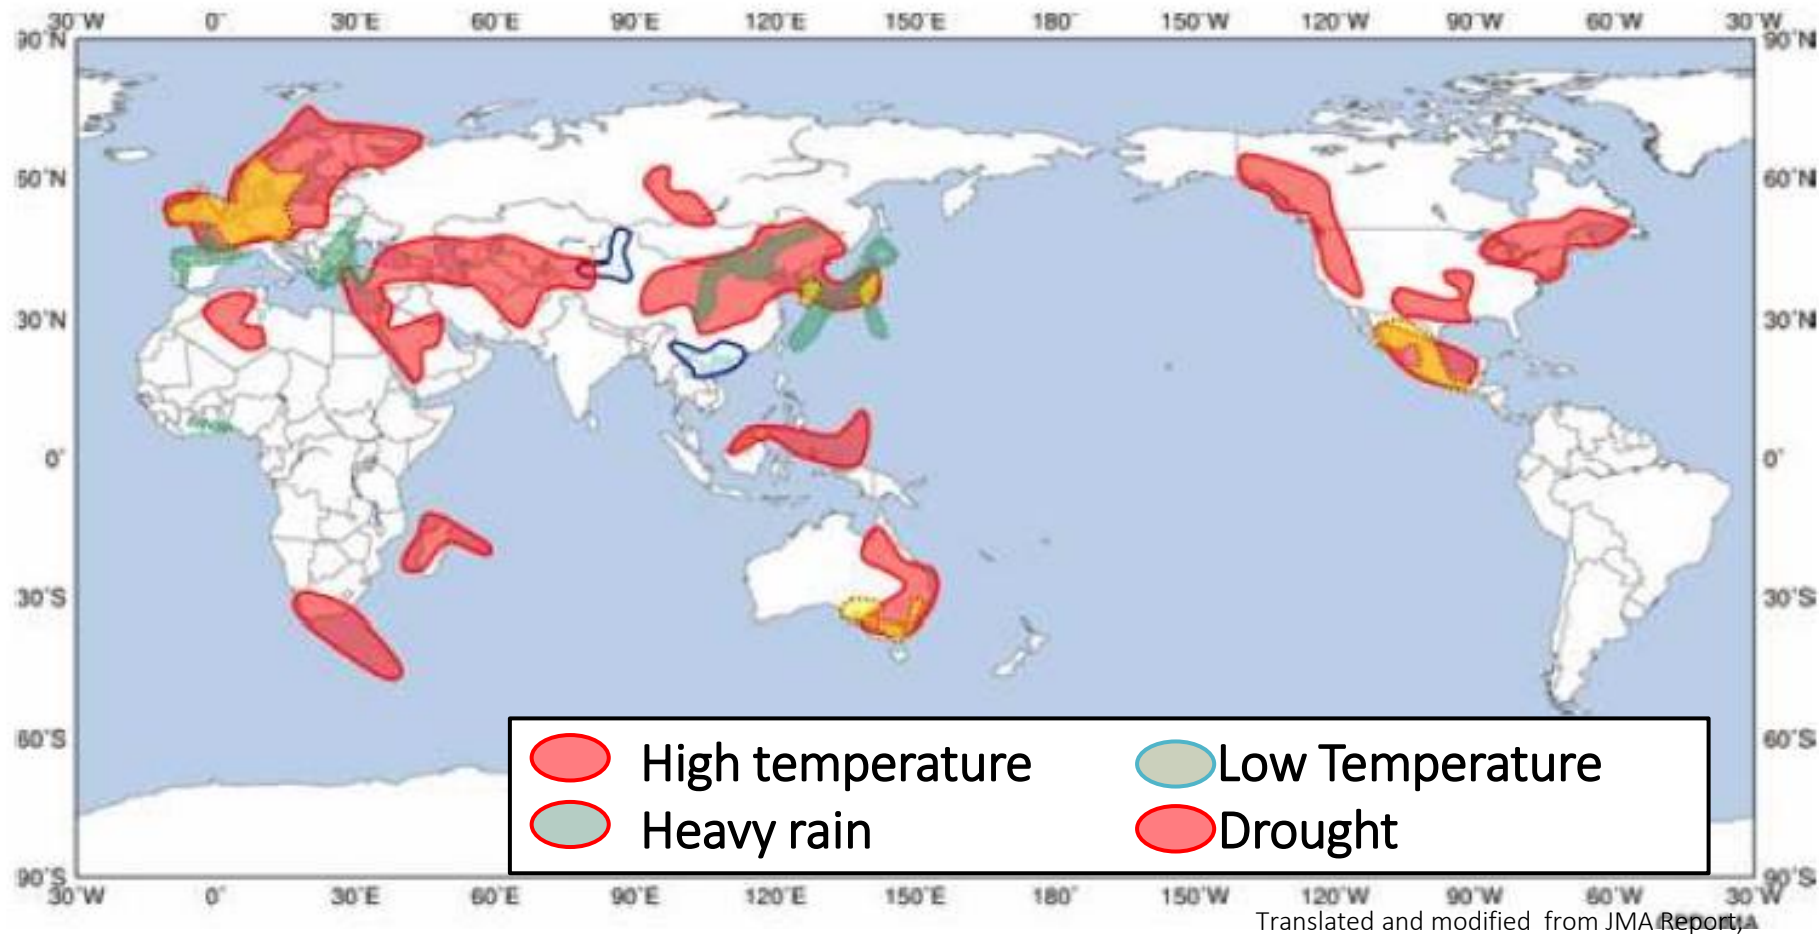 30°W 0° 30°E 60°E 90°E 120°E 150°E 180° 150°W 120°W 90°W 60°W 30°W
90°N 90°N
60°N 60°N
30°N 30°N
0° 0°
30°S 30°S
60°S 60°S
High temperature Low Temperature
Heavy rain Drought
90°S 90°S
30°W 0° 30°E 60°E 90°E 120°E 150°E 180° 150°W 120°W 90°W 60°W 30°W
Translated and modified from JMA Report;